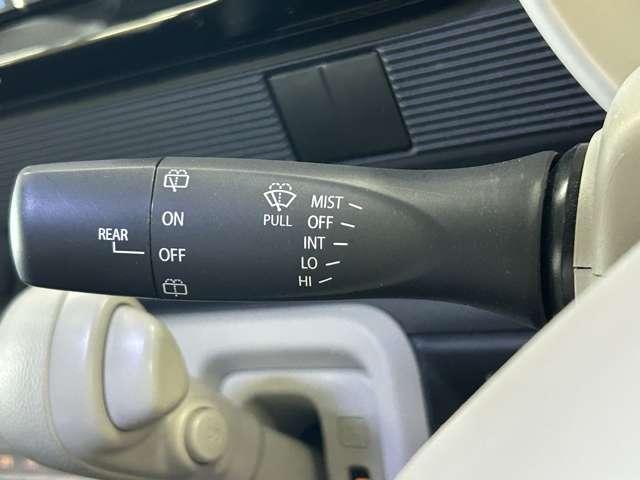 REAR
ON
OFF
PULL
MIST
OFF
INT
LO
HI